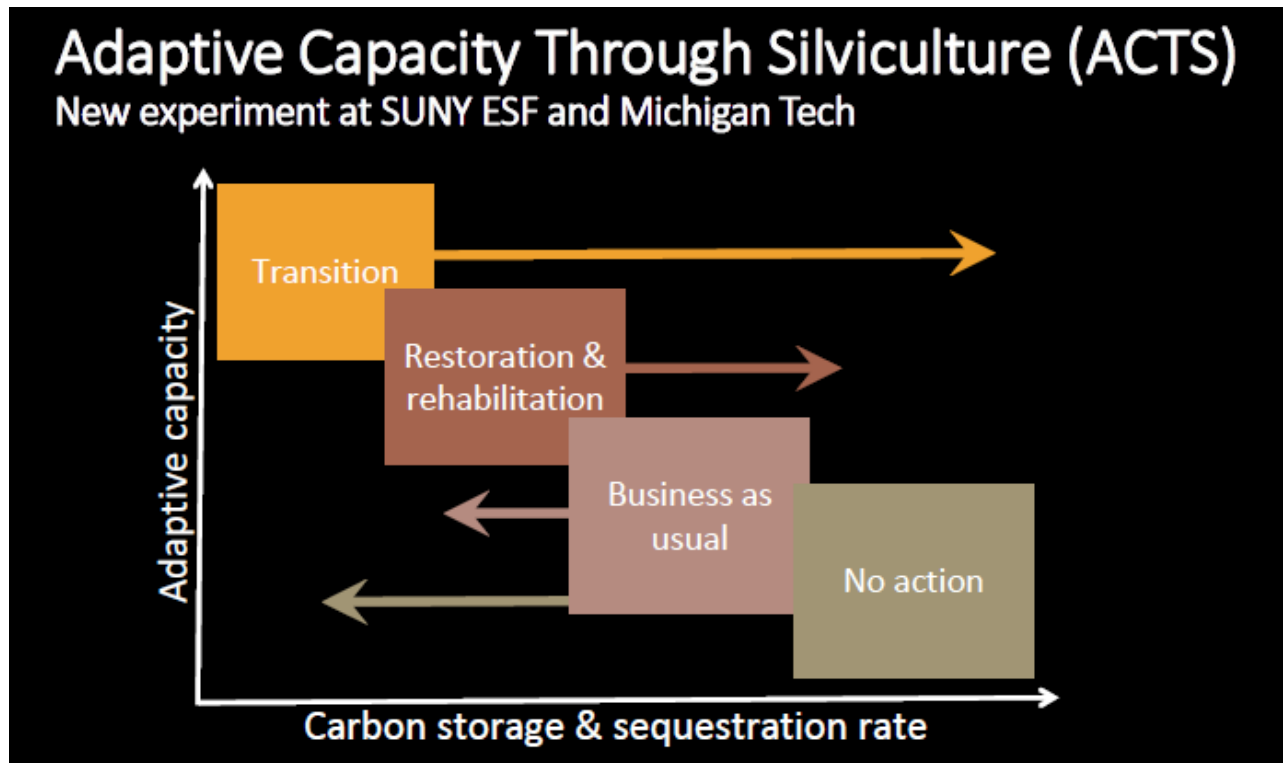 Adaptive Capacity Through Silviculture (ACTS)
New experiment at SUNY ESF and Michigan Tech
Adaptive capacity
Transition
Restoration &
rehabilitation
Business as
usual
No action
Carbon storage & sequestration rate